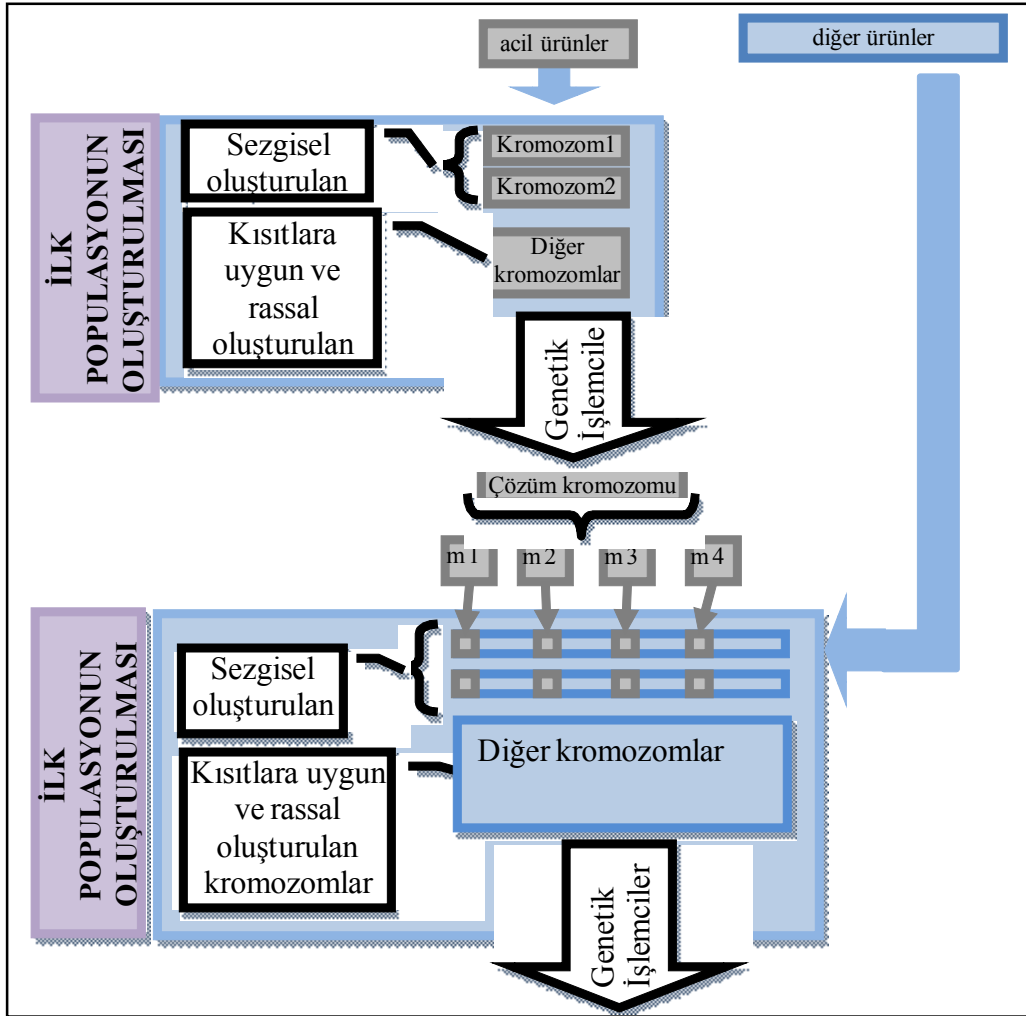 acil ürünler
diğer ürünler
İLK
POPULASYONUN
OLUŞTURULMASI
Sezgisel
oluşturulan
Kromozom1
Kromozom2
Kısıtlara
uygun ve
rassal
oluşturulan
Diğer
kromozomlar
Genetik
İşlemcile
Çözüm kromozomu
m1
m2
m3
m4
İLK
POPULASYONUN
OLUŞTURULMASI
Sezgisel
oluşturulan
Diğer kromozomlar
Kısıtlara uygun
ve rassal
oluşturulan
kromozomlar
Genetik
İşlemciler